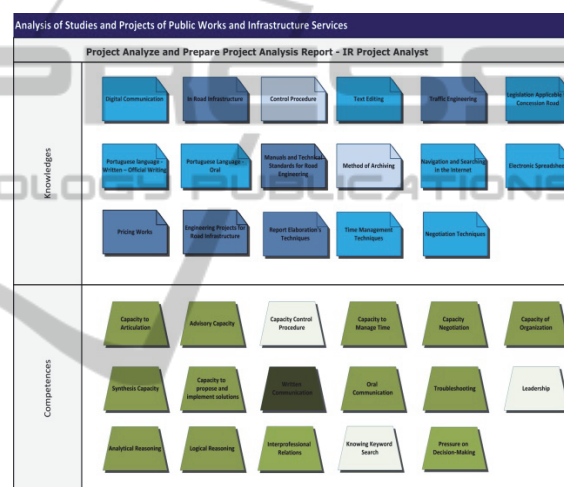 Analysis of Studies and Projects of Public Works and Infrastructure Services
Project Analyze and Prepare Project Analysis Report - IR Project Analyst
Knowledges
Digital Communication
In Road Infrastructure
Control Procedure
Text Editing
Traffic Engineering
Legislation Applicable
Concession Road
Portuguese language -
Written – Official Writing
Portuguese Language -
Oral
Manuals and Technical
Standards for Road
Engineering
Method of Archiving
Navigation and Searching
in the Internet
Electronic Spreadshe
Pricing Works
Engineering Projects for
Road Infrastructure
Report Elaboration's
Techniques
Time Management
Techniques
Negotiation Techniques
OLOGY PUBLICATIONS
Competences
Capacity to
Articulation
Advisory Capacity
Capacity Control
Procedure
Capacity to
Manage Time
Capacity
Negotiation
Capacity of
Organization
Synthesis Capacity
Capacity to
propose and
implement solutions
Written
Communication
Oral
Communication
Troubleshooting
Leadership
Analytical Reasoning
Logical Reasoning
Interprofessional
Relations
Knowing Keyword
Search
Pressure on
Decision-Making